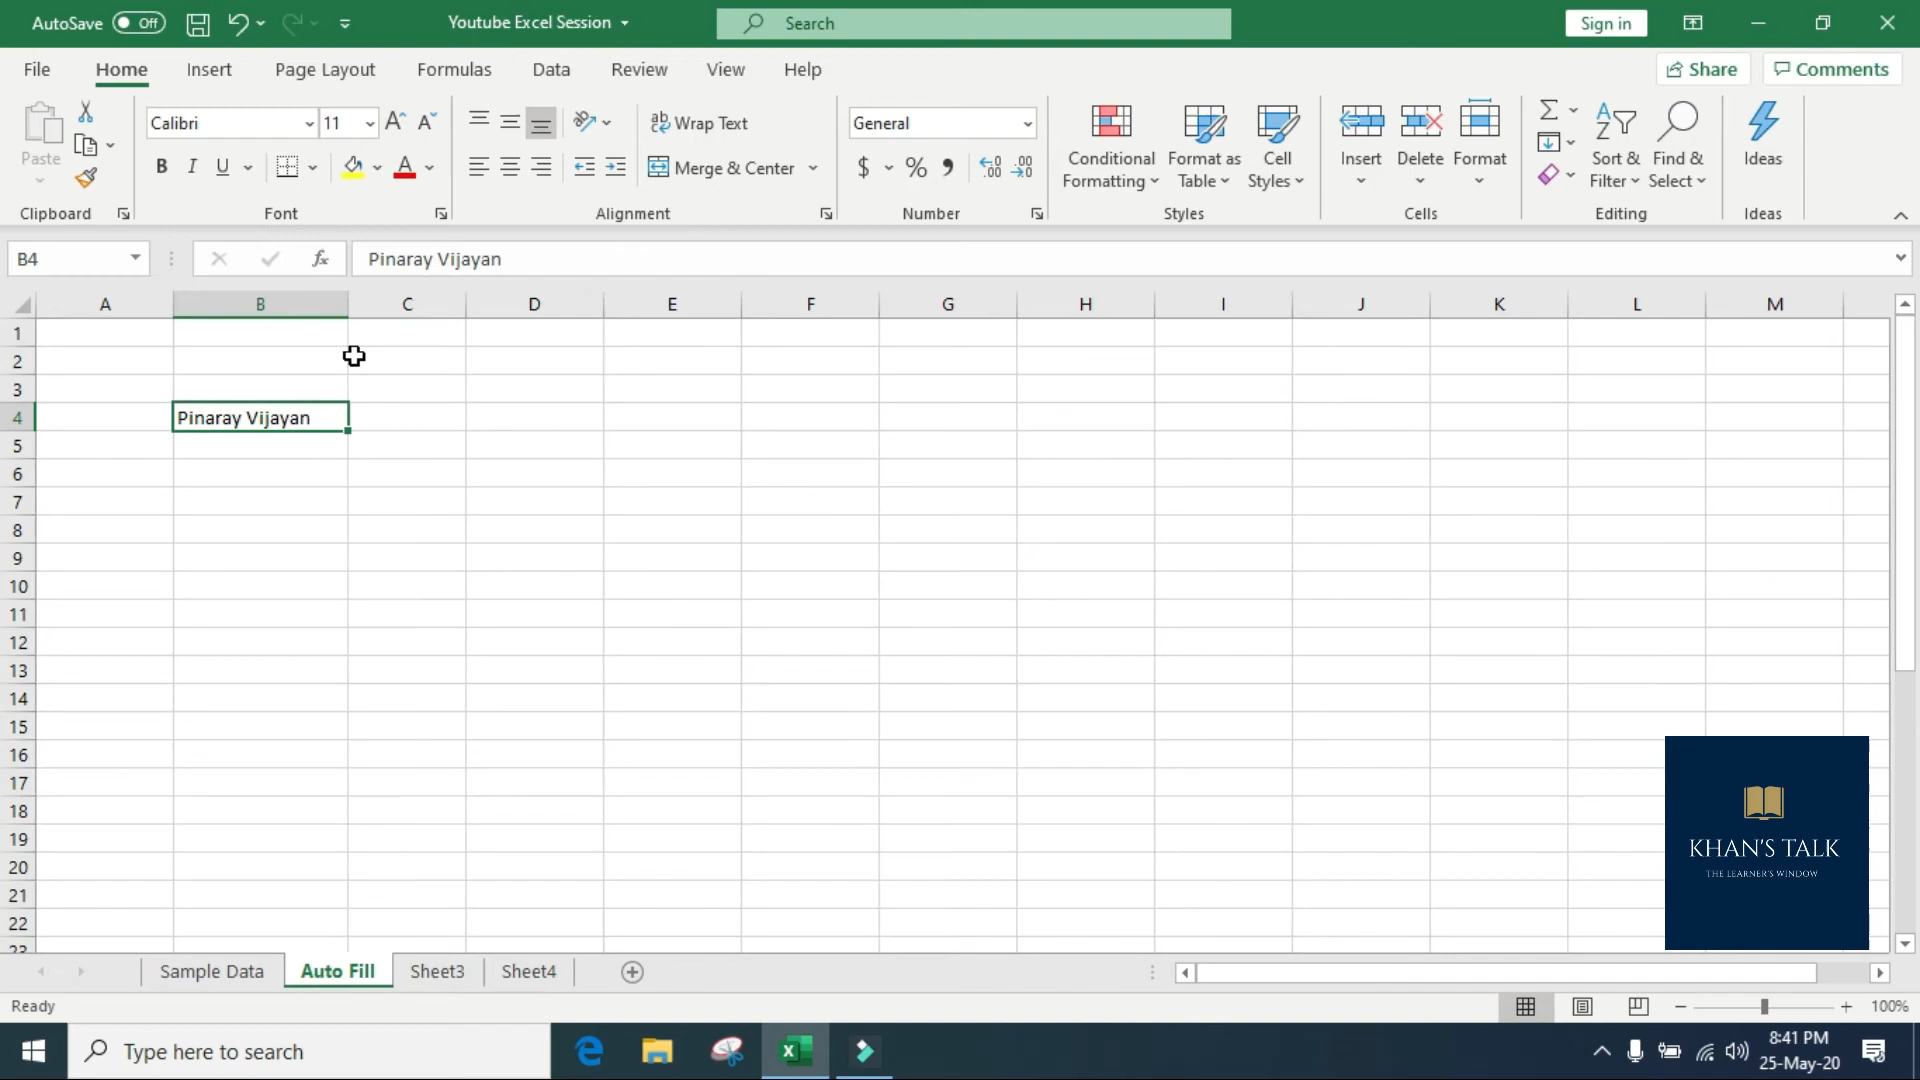 AutoSave Off Youtube Excel Session Search Sign in
File Home Insert Page Layout Formulas Data Review View Help Share Comments
Paste Calibri 11 Wrap Text General Conditional Formatting Format as Table Cell Styles Insert Delete Format Sort & Filter Find & Select Ideas
B I U A Merge & Center $ %
Clipboard Font Alignment Number Styles Cells Editing Ideas
B4 fx Pinaray Vijayan
A B C D E F G H I J K L M
1
2
3
4 Pinaray Vijayan
5
6
7
8
9
10
11
12
13
14
15
16
17
18
19
20
21
22
23
KHAN'S TALK
THE LEARNER'S WINDOW
Sample Data Auto Fill Sheet3 Sheet4
Ready 100%
Type here to search 8:41 PM
25-May-20